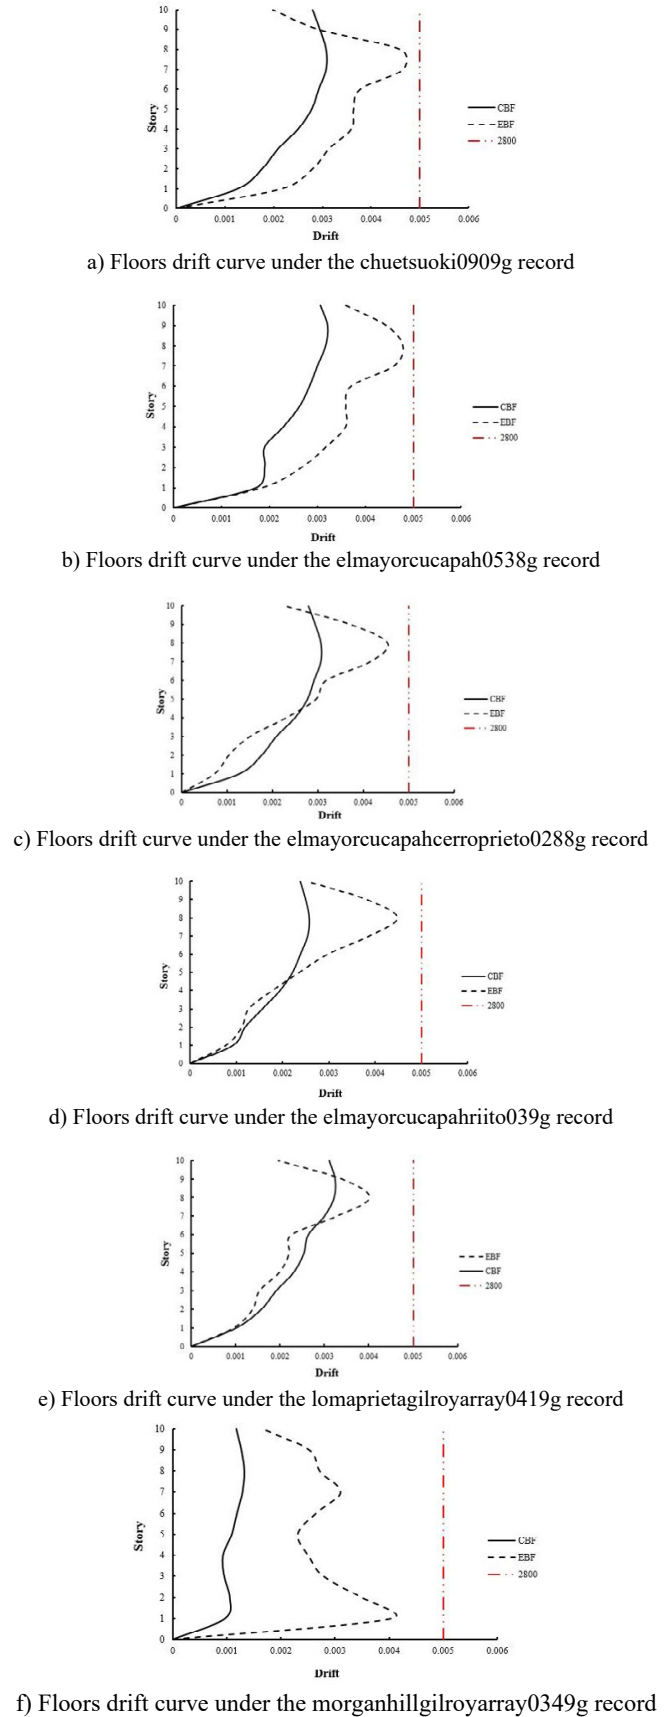 10
9
8
7
6
5
4
3
2
1
0
Story
0 0.001 0.002 0.003 0.004 0.005 0.006
Drift
CBF
EBF
2800
a) Floors drift curve under the chuetsuoki0909g record
10
9
8
7
6
5
4
3
2
1
0
Story
0 0.001 0.002 0.003 0.004 0.005 0.006
Drift
CBF
EBF
2800
b) Floors drift curve under the elmayorcucapah0538g record
10
9
8
7
6
5
4
3
2
1
0
Story
0 0.001 0.002 0.003 0.004 0.005 0.006
Drift
CBF
EBF
2800
c) Floors drift curve under the elmayorcucapahcerroprieto0288g record
10
9
8
7
6
5
4
3
2
1
0
Story
0 0.001 0.002 0.003 0.004 0.005 0.006
Drift
CBF
EBF
2800
d) Floors drift curve under the elmayorcucapahriito039g record
10
9
8
7
6
5
4
3
2
1
0
Story
0 0.001 0.002 0.003 0.004 0.005 0.006
Drift
EBF
CBF
2800
e) Floors drift curve under the lomaprietagilroyarray0419g record
10
9
8
7
6
5
4
3
2
1
0
Story
0 0.001 0.002 0.003 0.004 0.005 0.006
Drift
CBF
EBF
2800
f) Floors drift curve under the morganhillgilroyarray0349g record